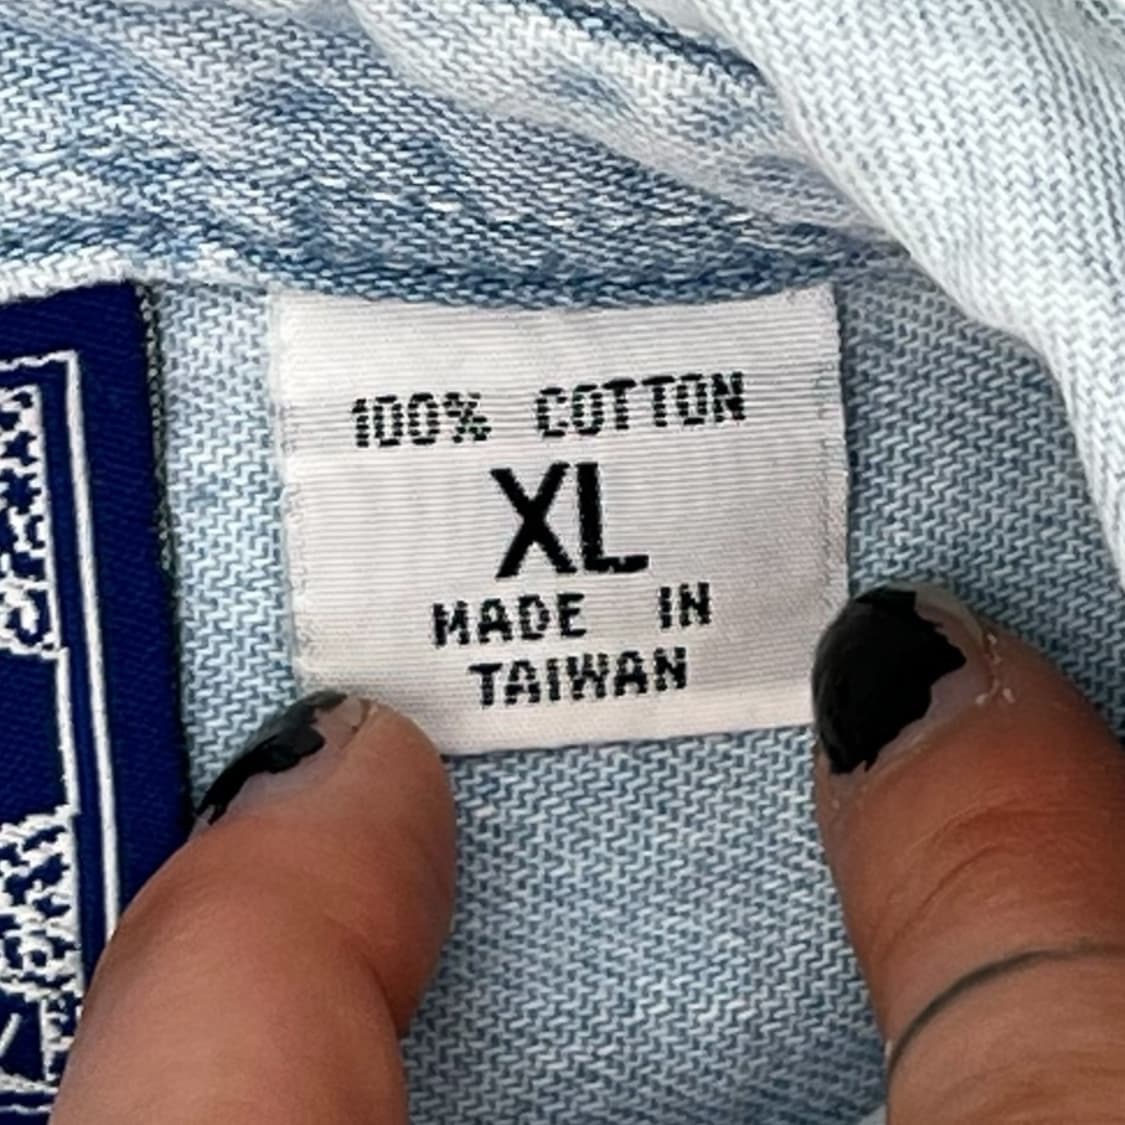 100% COTTON
XL
MADE IN
TAIWAN